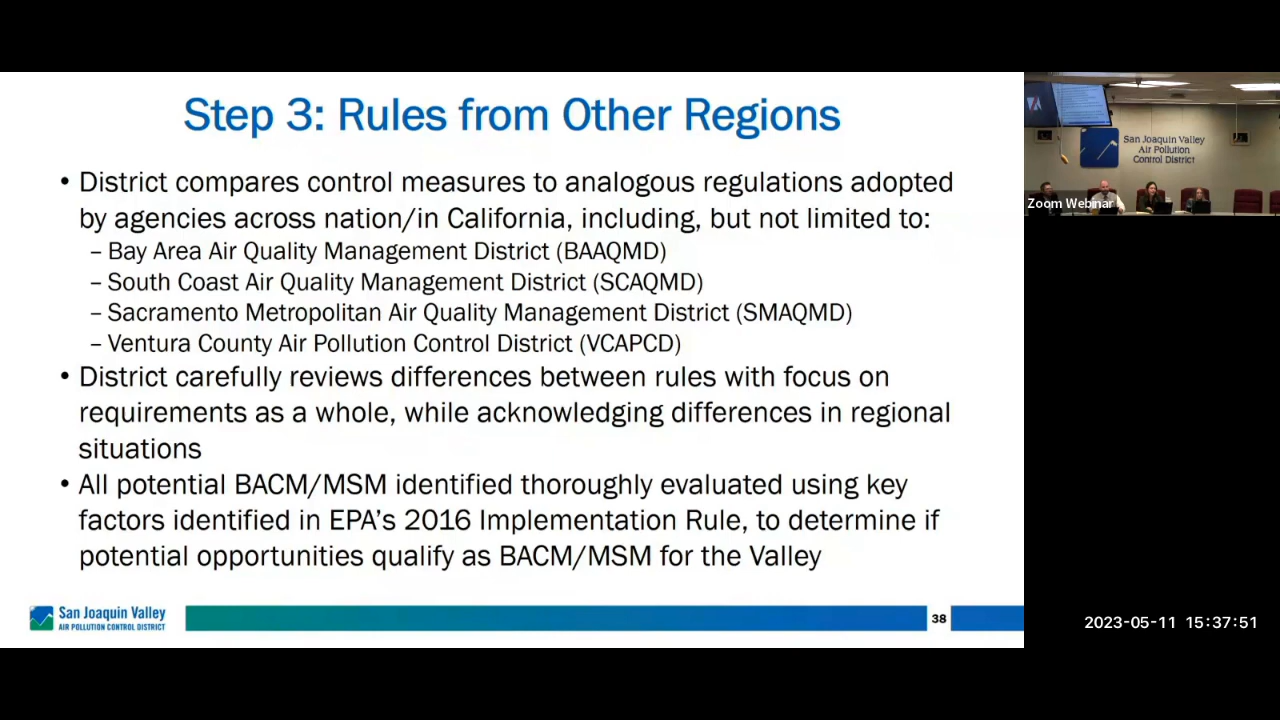 Step 3: Rules from Other Regions
• District compares control measures to analogous regulations adopted
by agencies across nation/in California, including, but not limited to:
– Bay Area Air Quality Management District (BAAQMD)
– South Coast Air Quality Management District (SCAQMD)
– Sacramento Metropolitan Air Quality Management District (SMAQMD)
– Ventura County Air Pollution Control District (VCAPCD)
• District carefully reviews differences between rules with focus on
requirements as a whole, while acknowledging differences in regional
situations
• All potential BACM/MSM identified thoroughly evaluated using key
factors identified in EPA's 2016 Implementation Rule, to determine if
potential opportunities qualify as BACM/MSM for the Valley
San Joaquin Valley
AIR POLLUTION CONTROL DISTRICT
38
San Joaquin Valley
Air Pollution
Control District
Zoom Webinar
2023-05-11 15:37:51